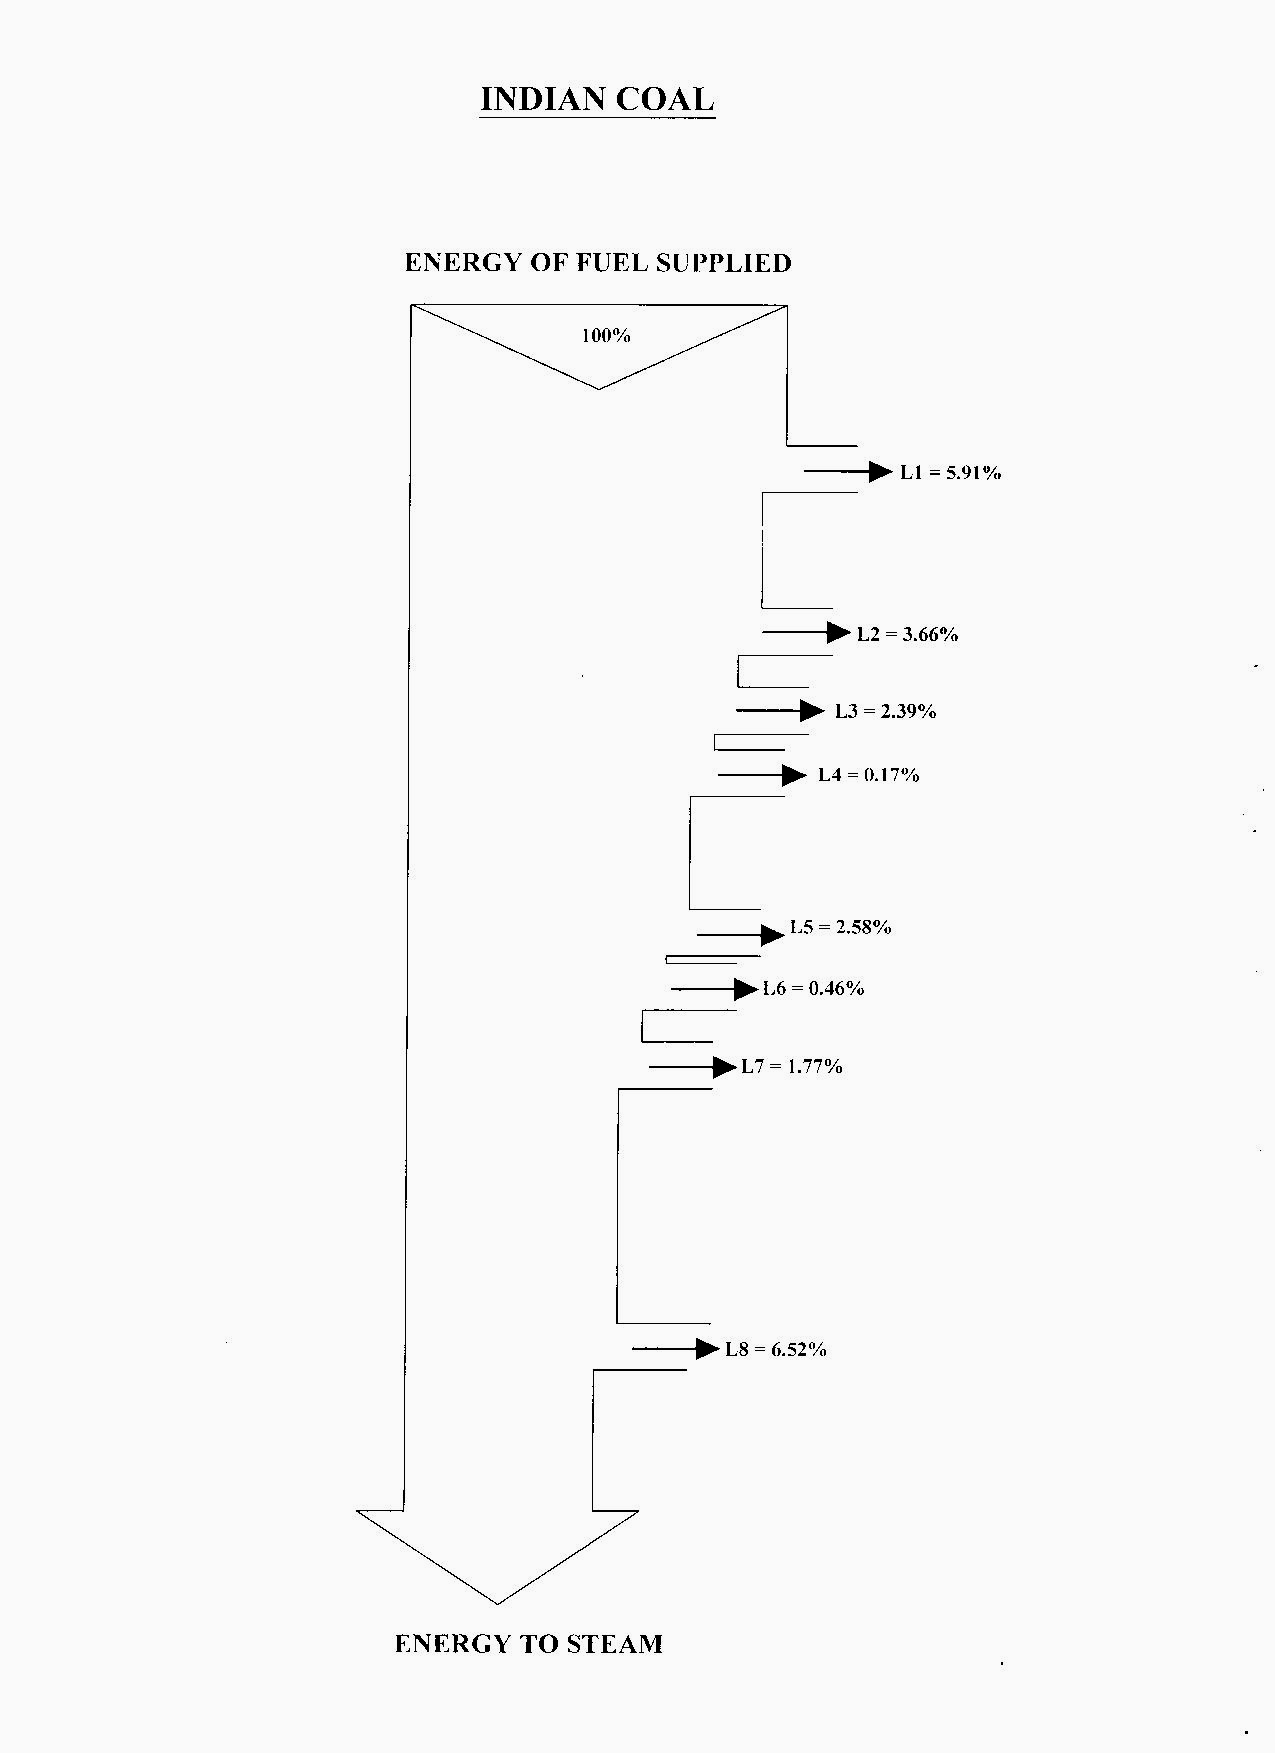 INDIAN COAL
ENERGY OF FUEL SUPPLIED
100%
L1 = 5.91%
L2 = 3.66%
L3 = 2.39%
L4 = 0.17%
L5 = 2.58%
L6 = 0.46%
L7 = 1.77%
L8 = 6.52%
ENERGY TO STEAM